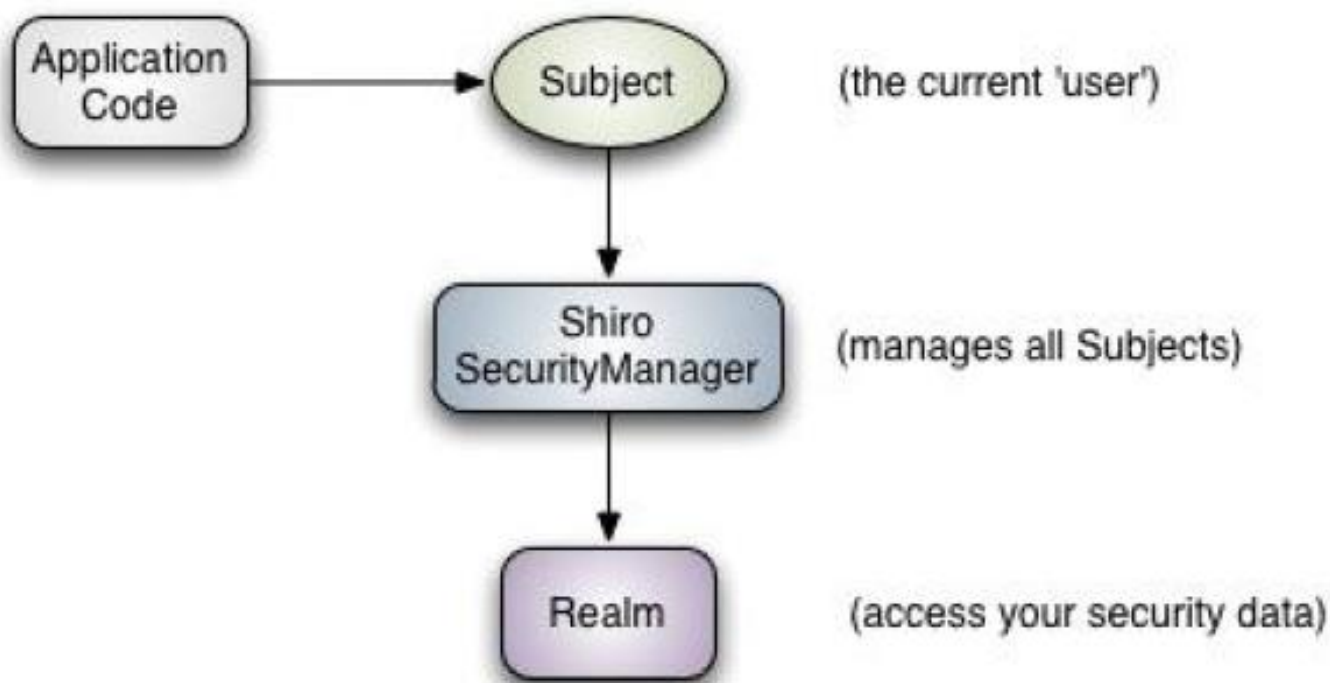 Application
Code
Subject
(the current 'user')
Shiro
SecurityManager
(manages all Subjects)
Realm
(access your security data)